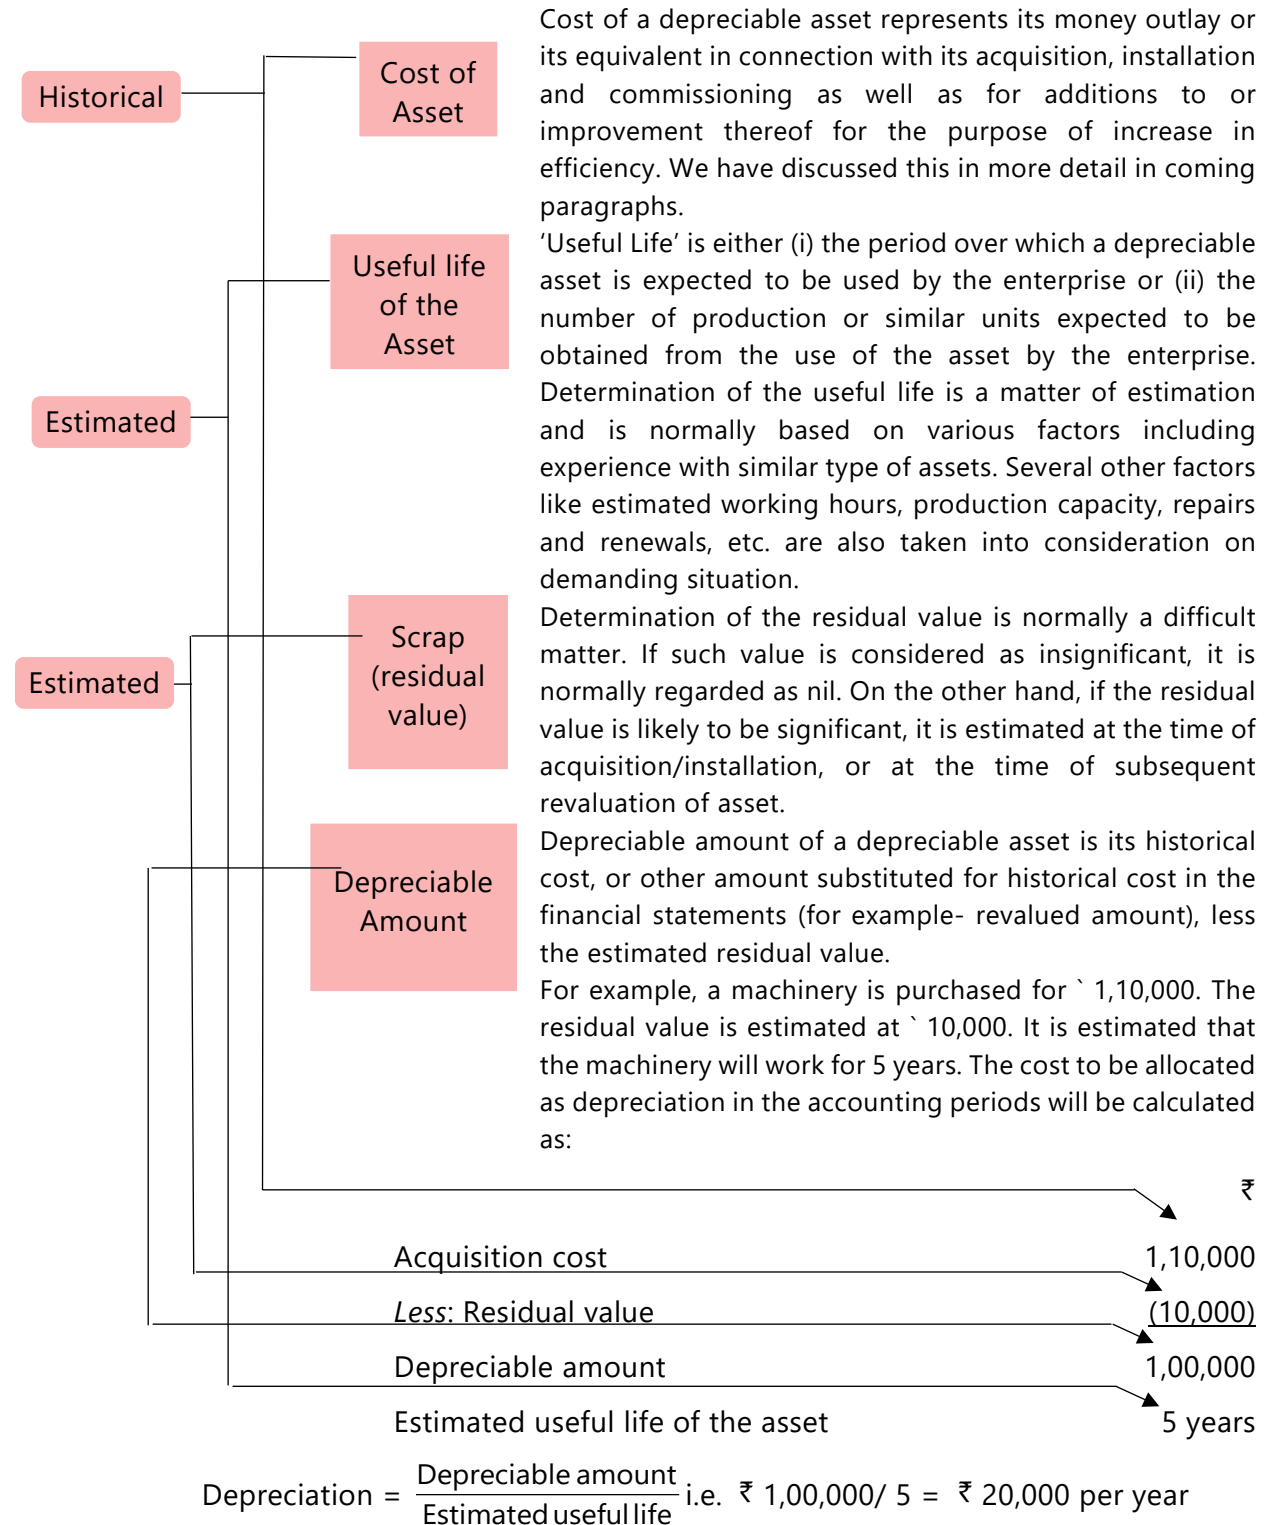 Historical
Cost of
Asset
Cost of a depreciable asset represents its money outlay or
its equivalent in connection with its acquisition, installation
and commissioning as well as for additions to or
improvement thereof for the purpose of increase in
efficiency. We have discussed this in more detail in coming
paragraphs.
Estimated
Useful life
of the
Asset
‘Useful Life’ is either (i) the period over which a depreciable
asset is expected to be used by the enterprise or (ii) the
number of production or similar units expected to be
obtained from the use of the asset by the enterprise.
Determination of the useful life is a matter of estimation
and is normally based on various factors including
experience with similar type of assets. Several other factors
like estimated working hours, production capacity, repairs
and renewals, etc. are also taken into consideration on
demanding situation.
Estimated
Scrap
(residual
value)
Determination of the residual value is normally a difficult
matter. If such value is considered as insignificant, it is
normally regarded as nil. On the other hand, if the residual
value is likely to be significant, it is estimated at the time of
acquisition/installation, or at the time of subsequent
revaluation of asset.
Depreciable
Amount
Depreciable amount of a depreciable asset is its historical
cost, or other amount substituted for historical cost in the
financial statements (for example- revalued amount), less
the estimated residual value.
For example, a machinery is purchased for ` 1,10,000. The
residual value is estimated at ` 10,000. It is estimated that
the machinery will work for 5 years. The cost to be allocated
as depreciation in the accounting periods will be calculated
as:
₹
Acquisition cost 1,10,000
Less: Residual value (10,000)
Depreciable amount 1,00,000
Estimated useful life of the asset 5 years
Depreciation = Depreciable amount / Estimated useful life i.e. ₹ 1,00,000/ 5 = ₹ 20,000 per year